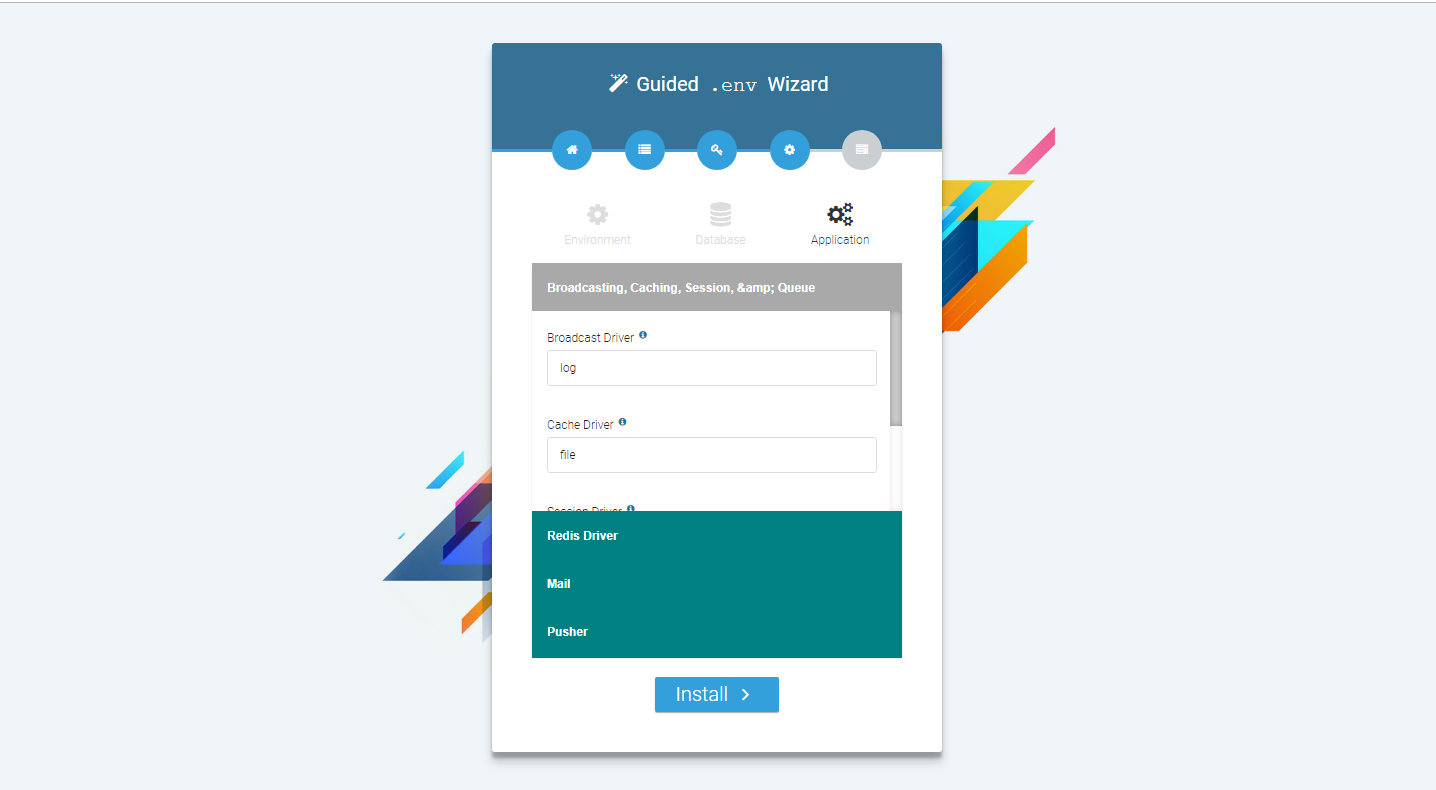 Guided .env Wizard
Environment
Database
Application
Broadcasting, Caching, Session, &amp; Queue
Broadcast Driver
log
Cache Driver
file
Session Driver
Redis Driver
Mail
Pusher
Install